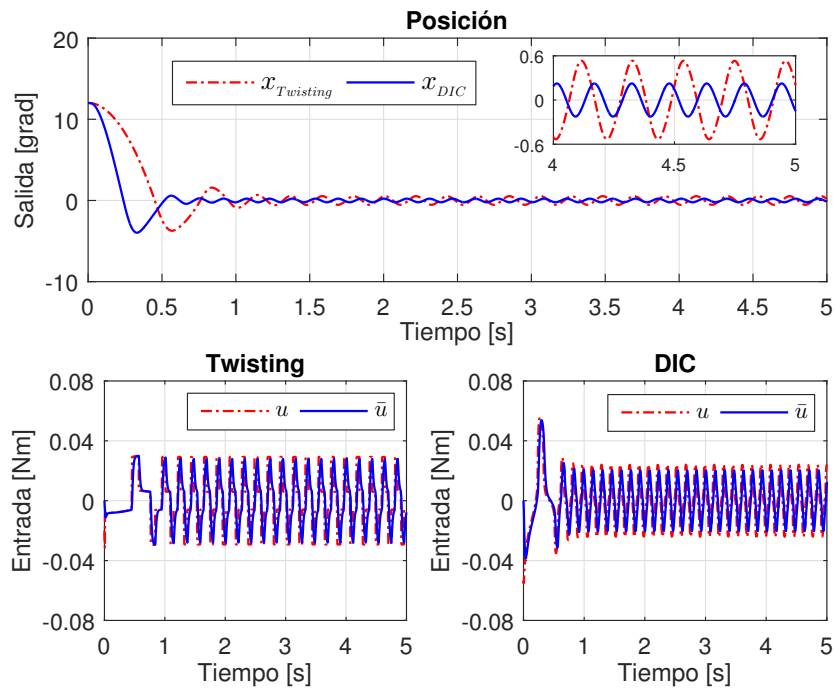 Posición
20
10
0
-10
Salida [grad]
x_Twisting x_DIC
0.6
0
-0.6
4 4.5 5
0 0.5 1 1.5 2 2.5 3 3.5 4 4.5 5
Tiempo [s]
Twisting
0.08
0.04
0
-0.04
-0.08
Entrada [Nm]
u ū
0 1 2 3 4 5
Tiempo [s]
DIC
0.08
0.04
0
-0.04
-0.08
Entrada [Nm]
u ū
0 1 2 3 4 5
Tiempo [s]